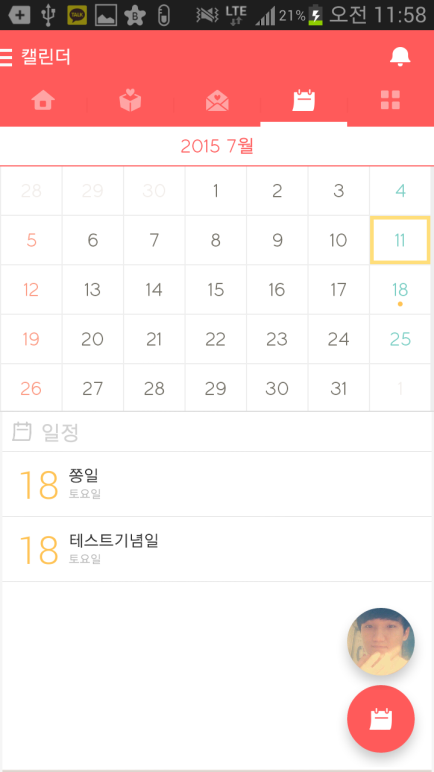 TALK
B
LTE
21%
오전 11:58
캘린더
2015 7월
28 29 30 1 2 3 4
5 6 7 8 9 10 11
12 13 14 15 16 17 18
19 20 21 22 23 24 25
26 27 28 29 30 31 1
일정
18 쫑일
토요일
18 테스트기념일
토요일